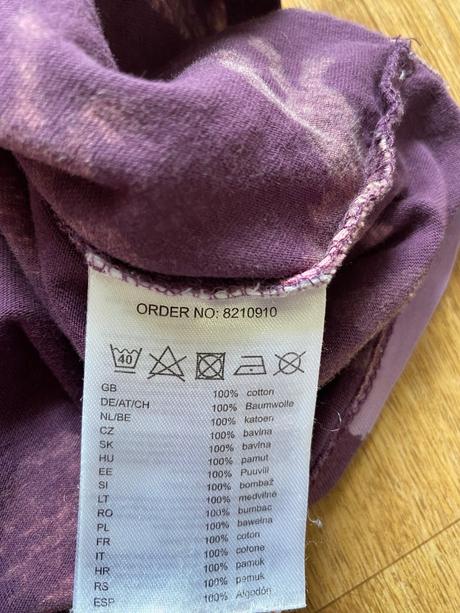 ORDER NO: 8210910
40
GB 100% cotton
DE/AT/CH 100% Baumwolle
NL/BE 100% katoen
CZ 100% bavlna
SK 100% bavlna
HU 100% pamut
EE 100% Puuvill
SI 100% bombaž
LT 100% medvilnė
RO 100% bumbac
PL 100% bawełna
FR 100% coton
IT 100% cotone
HR 100% pamuk
RS 100% pamuk
ESP 100% Algodón